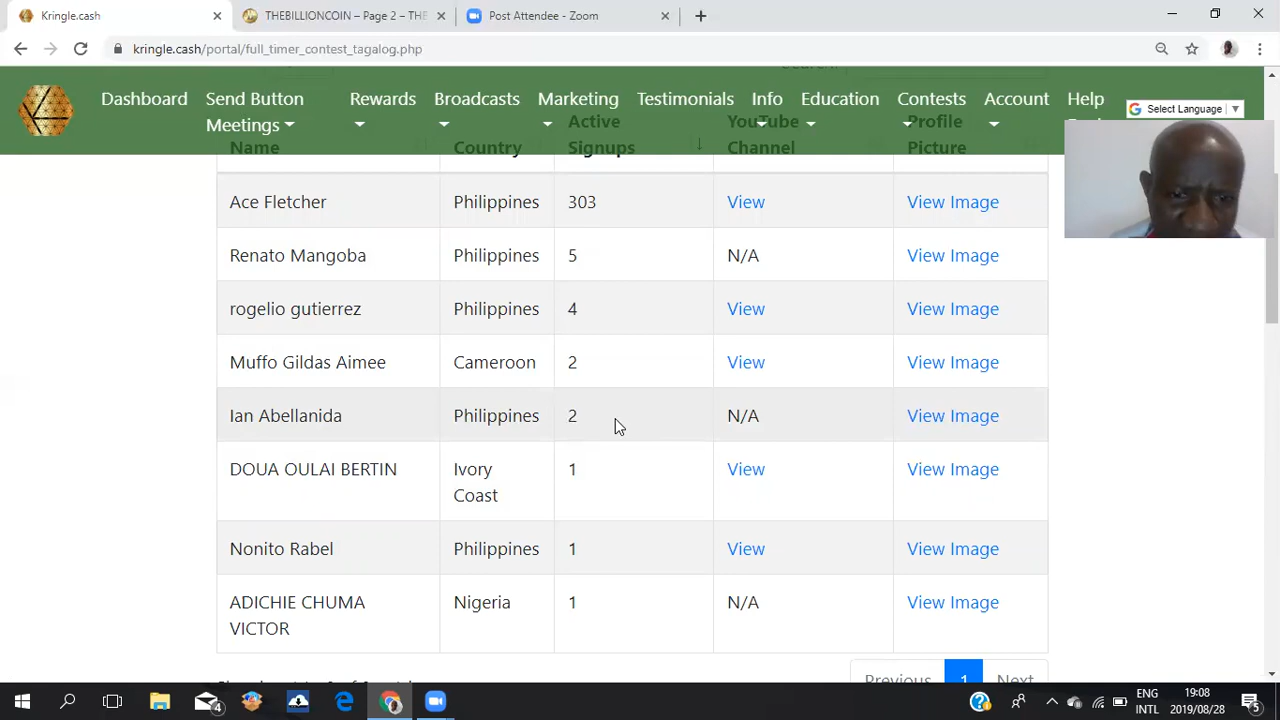 Kringle.cash
THEBILLIONCOIN – Page 2 – THE
Post Attendee - Zoom
kringle.cash/portal/full_timer_contest_tagalog.php
Dashboard Send Button Rewards Broadcasts Marketing Testimonials Info Education Contests Account Help
Meetings
Select Language
Active YouTube Profile
Name Country Signups Channel Picture
Ace Fletcher Philippines 303 View View Image
Renato Mangoba Philippines 5 N/A View Image
rogelio gutierrez Philippines 4 View View Image
Muffo Gildas Aimee Cameroon 2 View View Image
Ian Abellanida Philippines 2 N/A View Image
DOUA OULAI BERTIN Ivory 1 View View Image
Coast
Nonito Rabel Philippines 1 View View Image
ADICHIE CHUMA Nigeria 1 N/A View Image
VICTOR
Previous 1 Next
4
ENG 19:08
INTL 2019/08/28 5